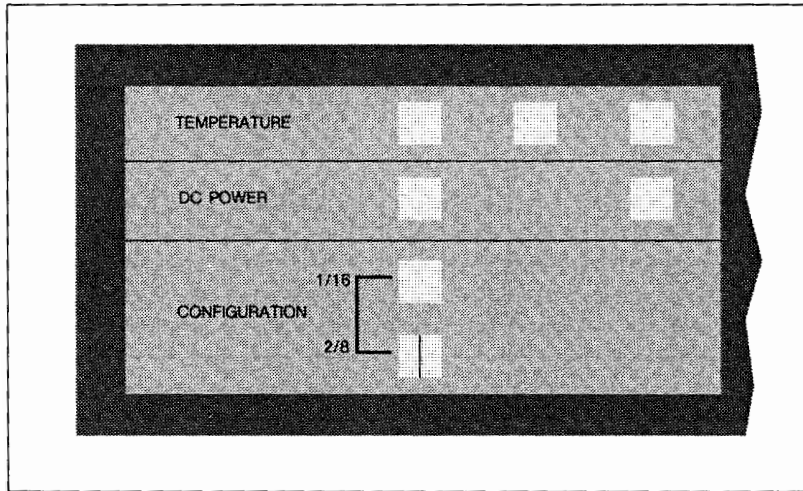 TEMPERATURE
DC POWER
1/16
CONFIGURATION
2/8